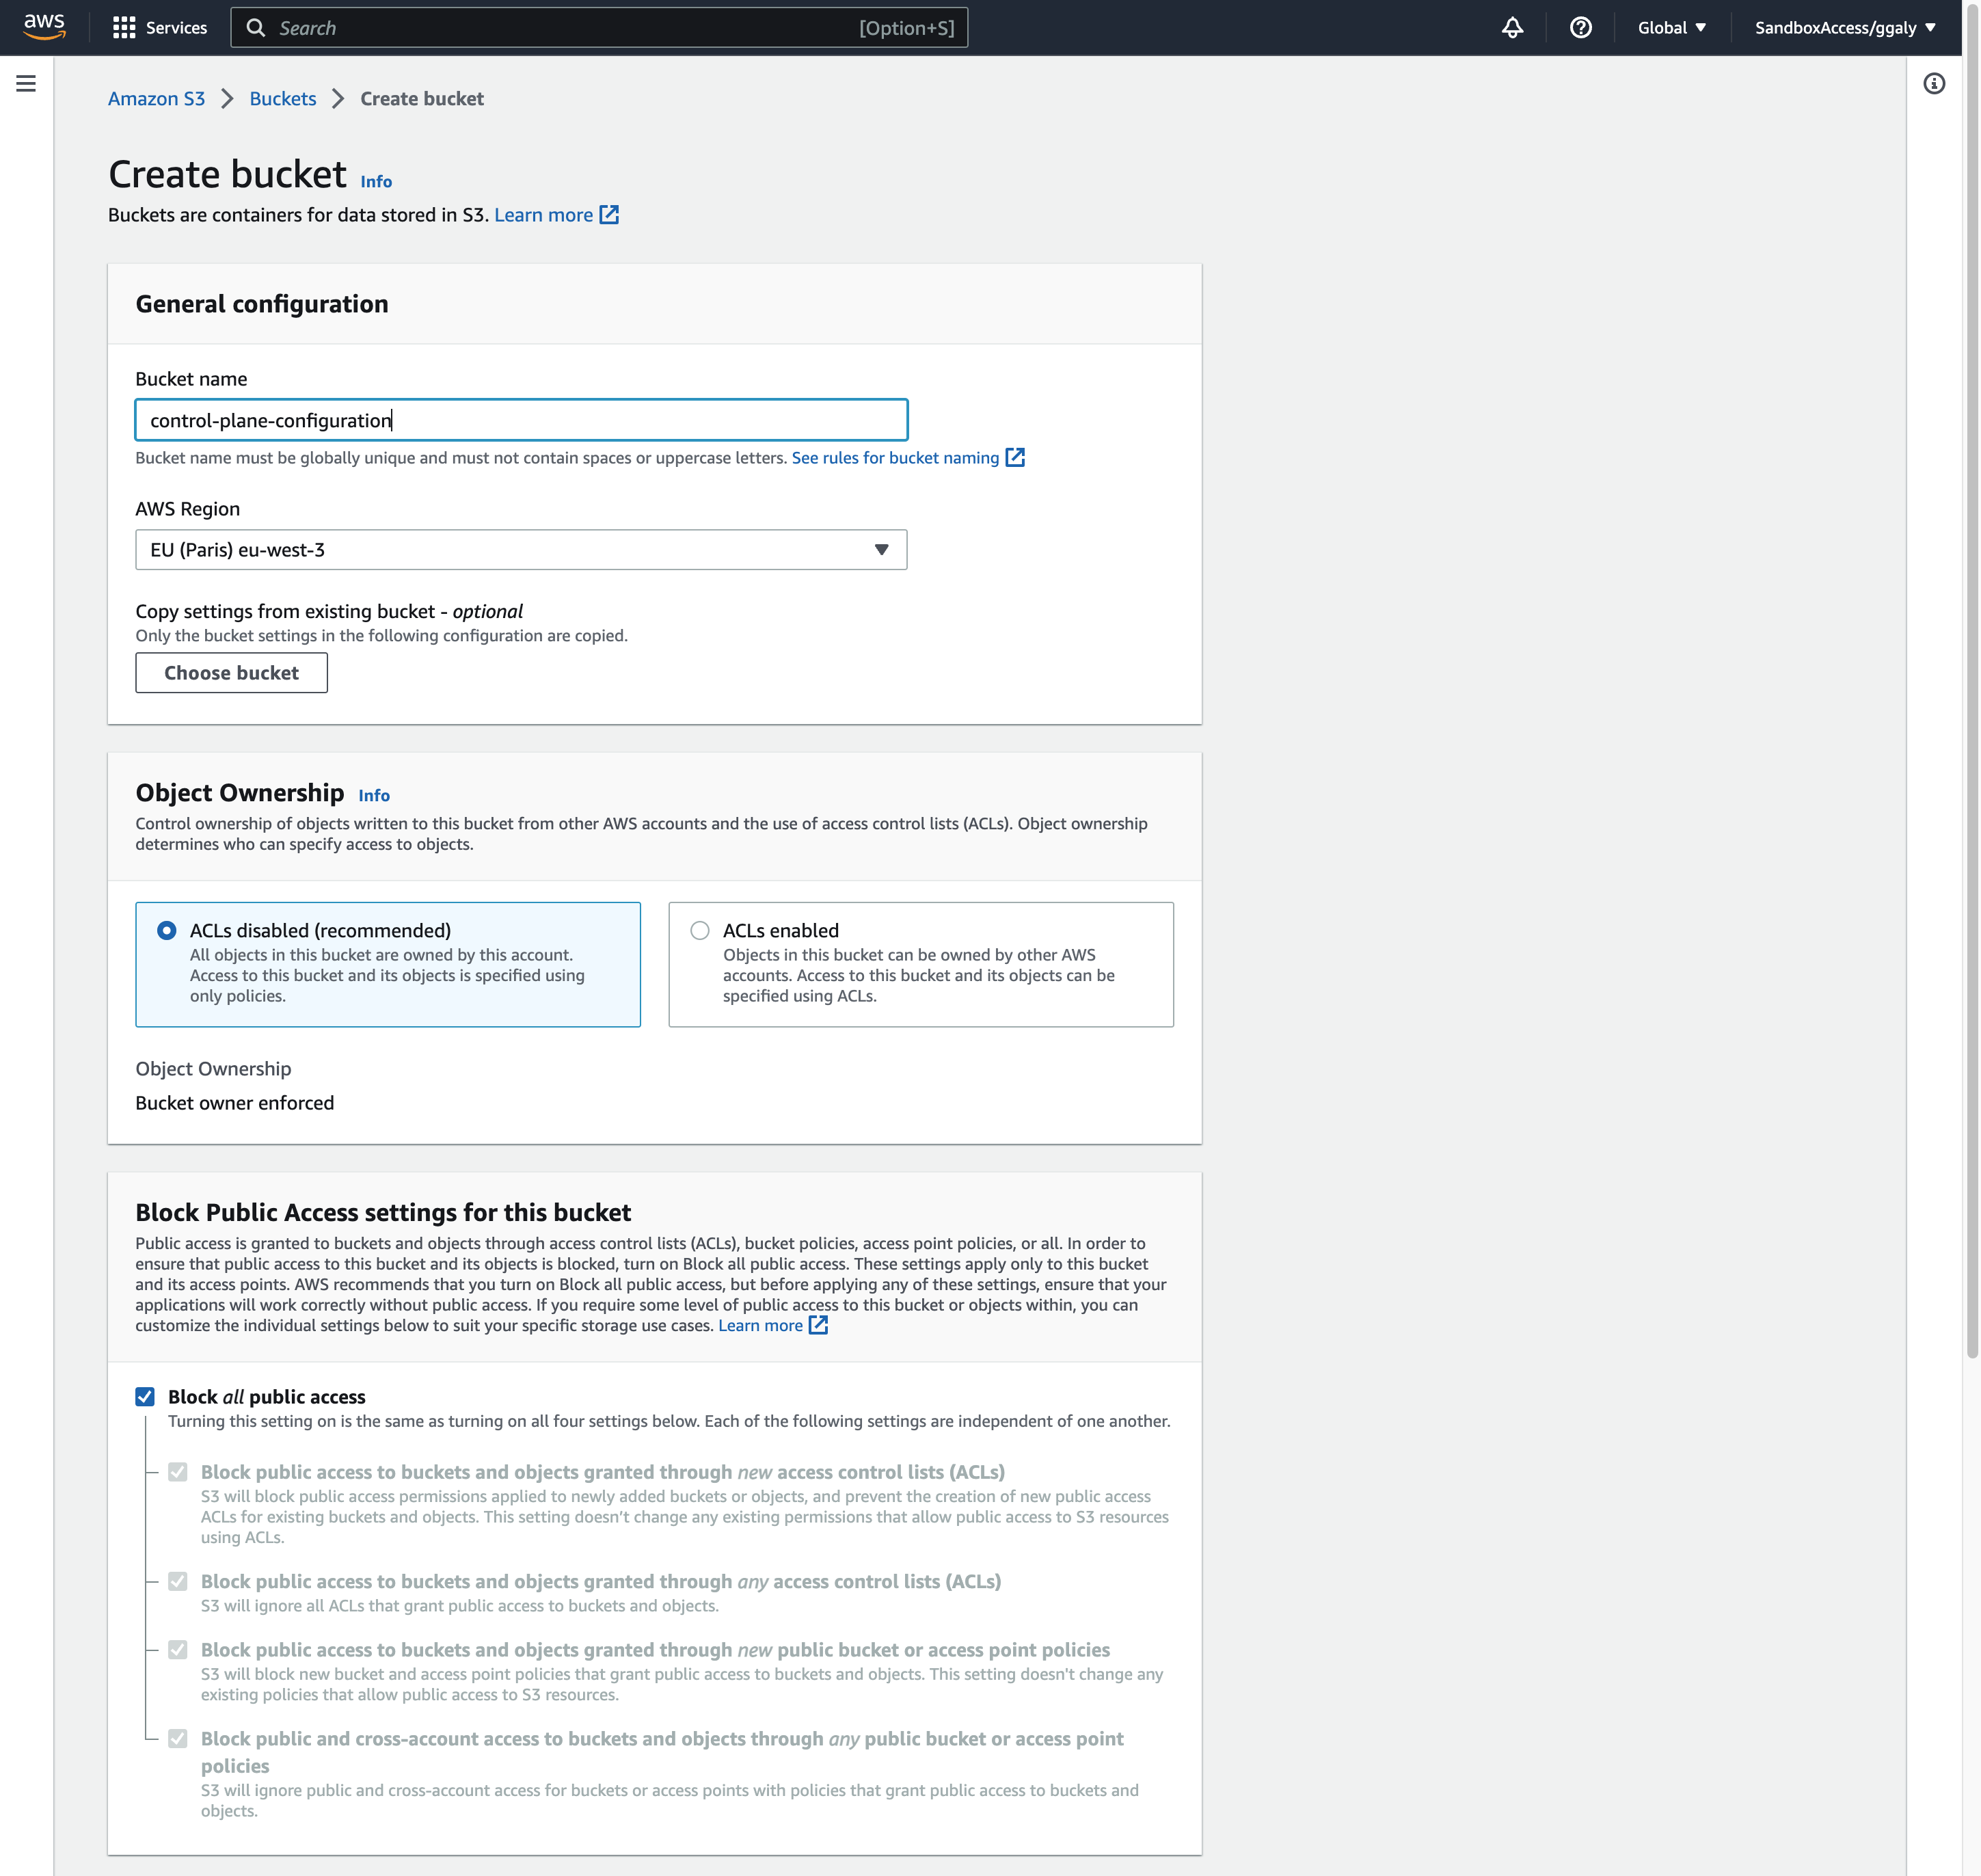 aws
Services
Search
[Option+S]
Global
SandboxAccess/ggaly
Amazon S3
Buckets
Create bucket
Create bucket Info
Buckets are containers for data stored in S3. Learn more
General configuration
Bucket name
control-plane-configuration
Bucket name must be globally unique and must not contain spaces or uppercase letters. See rules for bucket naming
AWS Region
EU (Paris) eu-west-3
Copy settings from existing bucket - optional
Only the bucket settings in the following configuration are copied.
Choose bucket
Object Ownership Info
Control ownership of objects written to this bucket from other AWS accounts and the use of access control lists (ACLs). Object ownership
determines who can specify access to objects.
ACLs disabled (recommended)
All objects in this bucket are owned by this account.
Access to this bucket and its objects is specified using
only policies.
ACLs enabled
Objects in this bucket can be owned by other AWS
accounts. Access to this bucket and its objects can be
specified using ACLs.
Object Ownership
Bucket owner enforced
Block Public Access settings for this bucket
Public access is granted to buckets and objects through access control lists (ACLs), bucket policies, access point policies, or all. In order to
ensure that public access to this bucket and its objects is blocked, turn on Block all public access. These settings apply only to this bucket
and its access points. AWS recommends that you turn on Block all public access, but before applying any of these settings, ensure that your
applications will work correctly without public access. If you require some level of public access to this bucket or objects within, you can
customize the individual settings below to suit your specific storage use cases. Learn more
Block all public access
Turning this setting on is the same as turning on all four settings below. Each of the following settings are independent of one another.
Block public access to buckets and objects granted through new access control lists (ACLs)
S3 will block public access permissions applied to newly added buckets or objects, and prevent the creation of new public access
ACLs for existing buckets and objects. This setting doesn't change any existing permissions that allow public access to S3 resources
using ACLs.
Block public access to buckets and objects granted through any access control lists (ACLs)
S3 will ignore all ACLs that grant public access to buckets and objects.
Block public access to buckets and objects granted through new public bucket or access point policies
S3 will block new bucket and access point policies that grant public access to buckets and objects. This setting doesn't change any
existing policies that allow public access to S3 resources.
Block public and cross-account access to buckets and objects through any public bucket or access point
policies
S3 will ignore public and cross-account access for buckets or access points with policies that grant public access to buckets and
objects.